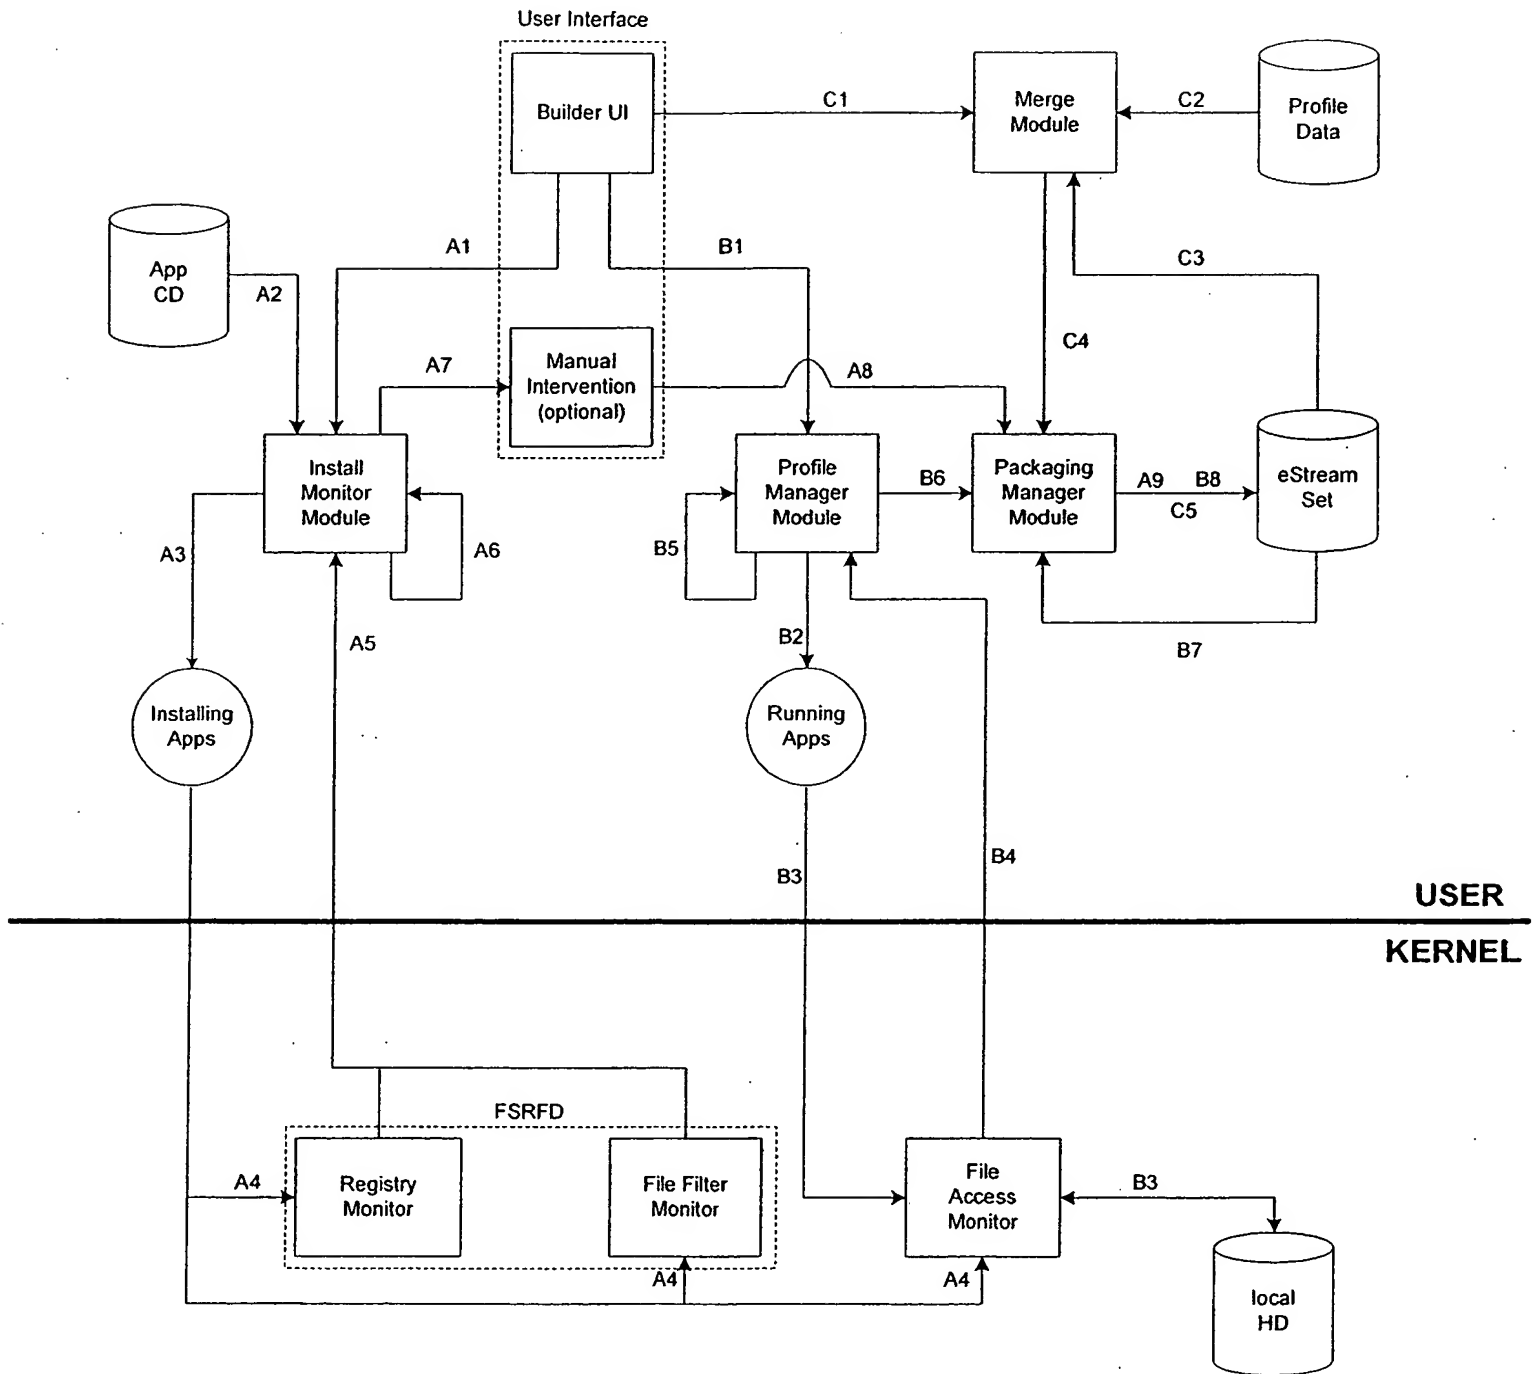 User Interface
Builder UI
C1
Merge
Module
C2
Profile
Data
App
CD
A2
A1
B1
C3
C4
A7
Manual
Intervention
(optional)
A8
Install
Monitor
Module
Profile
Manager
Module
B6
Packaging
Manager
Module
A9 B8
C5
eStream
Set
A3
A6
B5
A5
B2
B7
Installing
Apps
Running
Apps
B3
B4
USER
KERNEL
FSRFD
A4
Registry
Monitor
File Filter
Monitor
File
Access
Monitor
B3
A4
A4
local
HD